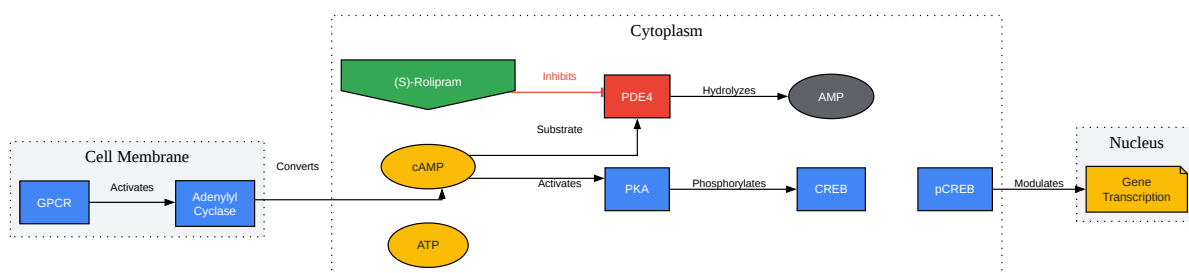 Cytoplasm
(S)-Rolipram
Inhibits
PDE4
Hydrolyzes
AMP
Substrate
Cell Membrane
GPCR
Activates
Adenylyl
Cyclase
Converts
cAMP
Activates
PKA
Phosphorylates
CREB
pCREB
Modulates
Nucleus
Gene
Transcription
ATP